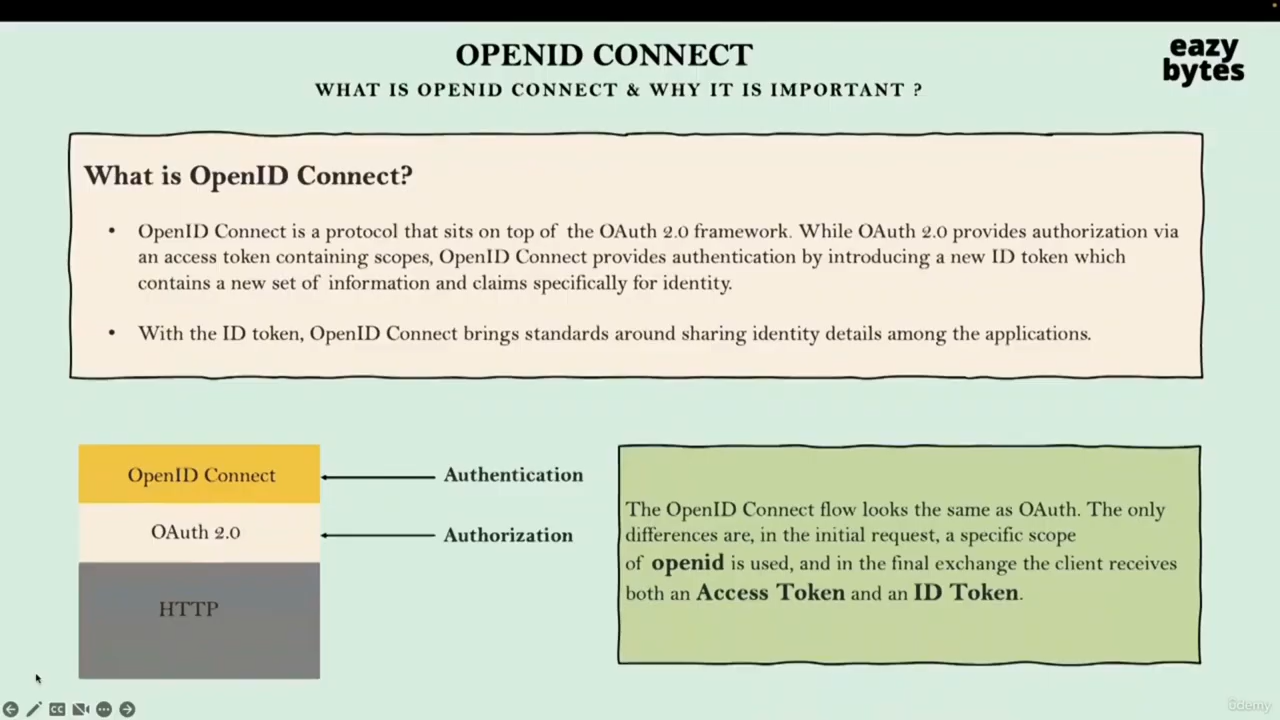 OPENID CONNECT
eazy
bytes
WHAT IS OPENID CONNECT & WHY IT IS IMPORTANT ?
What is OpenID Connect?
• OpenID Connect is a protocol that sits on top of the OAuth 2.0 framework. While OAuth 2.0 provides authorization via
an access token containing scopes, OpenID Connect provides authentication by introducing a new ID token which
contains a new set of information and claims specifically for identity.
• With the ID token, OpenID Connect brings standards around sharing identity details among the applications.
OpenID Connect
Authentication
OAuth 2.0
Authorization
HTTP
The OpenID Connect flow looks the same as OAuth. The only
differences are, in the initial request, a specific scope
of openid is used, and in the final exchange the client receives
both an Access Token and an ID Token.
CC
ûdemy